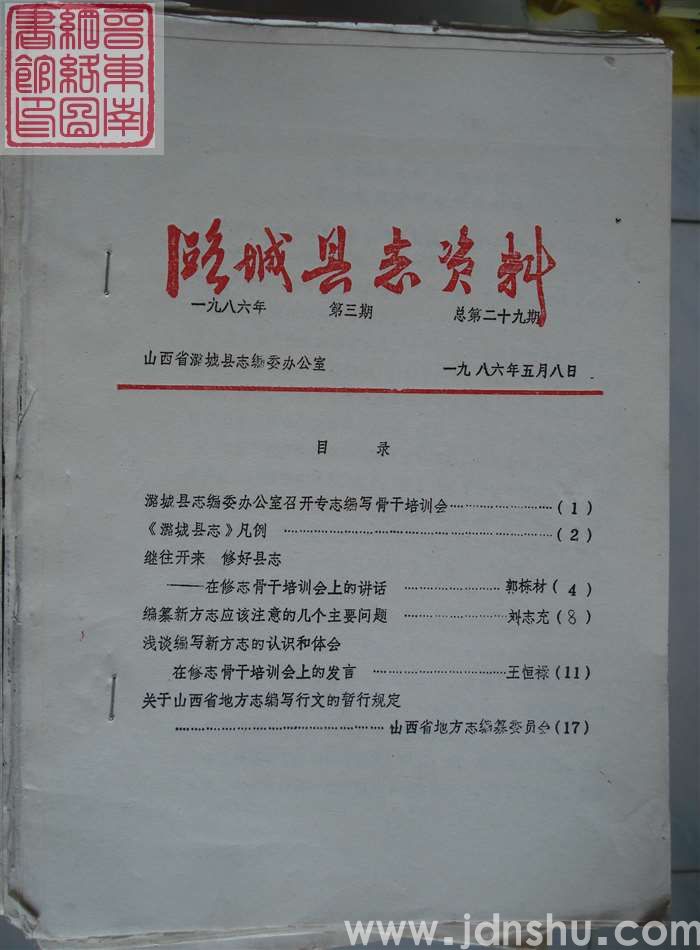 晋东南
网络图
书馆印
潞城县志资料
一九八六年 第三期 总第二十九期
山西省潞城县志编委办公室 一九八六年五月八日
目 录
潞城县志编委办公室召开专志编写骨干培训会……………………(1)
《潞城县志》凡例 ……………………………………………(2)
继往开来 修好县志
——在修志骨干培训会上的讲话 ……………… 郭栋材(4)
编纂新方志应该注意的几个主要问题 ……………… 刘志充(8)
浅谈编写新方志的认识和体会
在修志骨干培训会上的发言 ……………………王恒禄(11)
关于山西省地方志编写行文的暂行规定
…………………………………… 山西省地方志编纂委员会(17)
www.jdnshu.com